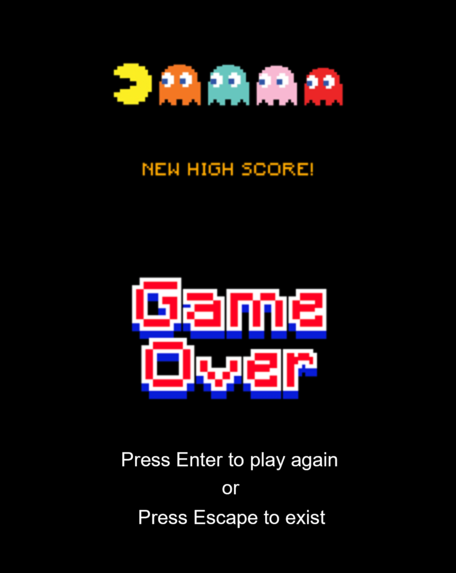 NEW HIGH SCORE!
Game
Over
Press Enter to play again
or
Press Escape to exist